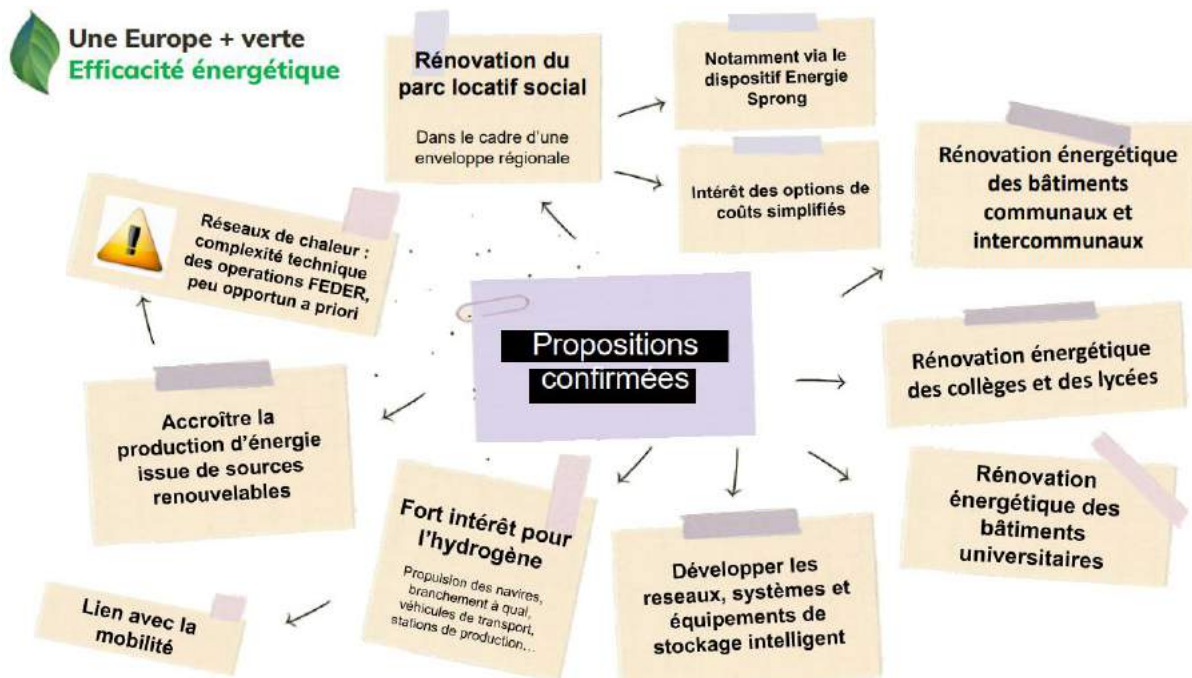 Une Europe + verte
Efficacité énergétique
Rénovation du
parc locatif social
Dans le cadre d'une
enveloppe régionale
Notamment via le
dispositif Energie
Sprong
Intérêt des options de
coûts simplifiés
Rénovation énergétique
des bâtiments
communaux et
intercommunaux
Réseaux de chaleur :
complexité technique
des operations FEDER,
peu opportun a priori
Propositions
confirmées
Rénovation énergétique
des collèges et des lycées
Accroître la
production d'énergie
issue de sources
renouvelables
Fort intérêt pour
l'hydrogène
Propulsion des navires,
branchement à quai,
véhicules de transport,
stations de production...
Développer les
reseaux, systèmes et
équipements de
stockage intelligent
Rénovation
énergétique des
bâtiments
universitaires
Lien avec la
mobilité